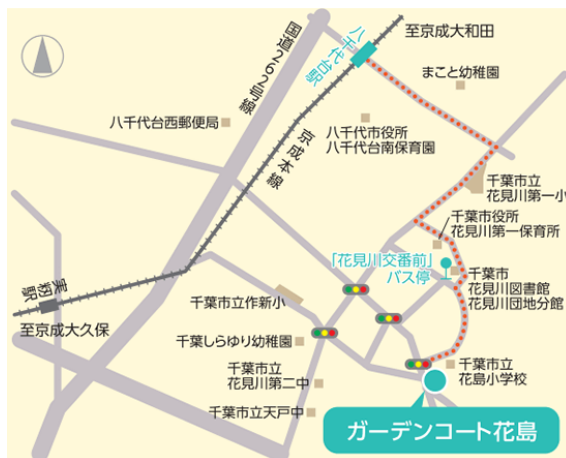 至京成大和田
八千代台駅
国道262号線
まこと幼稚園
八千代台西郵便局
八千代市役所
八千代台南保育園
京成本線
千葉市立
花見川第一小
千葉市役所
花見川第一保育所
「花見川交番前」
バス停
千葉市
花見川図書館
花見川団地分館
実籾駅
至京成大久保
千葉市立作新小
千葉しらゆり幼稚園
千葉市立
花見川第二中
千葉市立天戸中
千葉市立
花島小学校
ガーデンコート花島